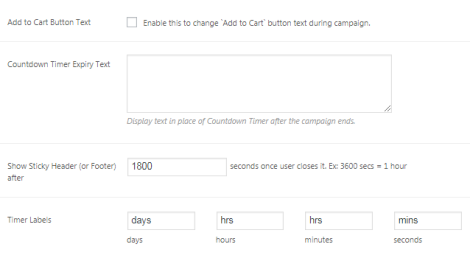 Add to Cart Button Text
Enable this to change `Add to Cart` button text during campaign.
Countdown Timer Expiry Text
Display text in place of Countdown Timer after the campaign ends.
Show Sticky Header (or Footer) after
1800 seconds once user closes it. Ex: 3600 secs = 1 hour
Timer Labels
days hrs hrs mins
days hours minutes seconds